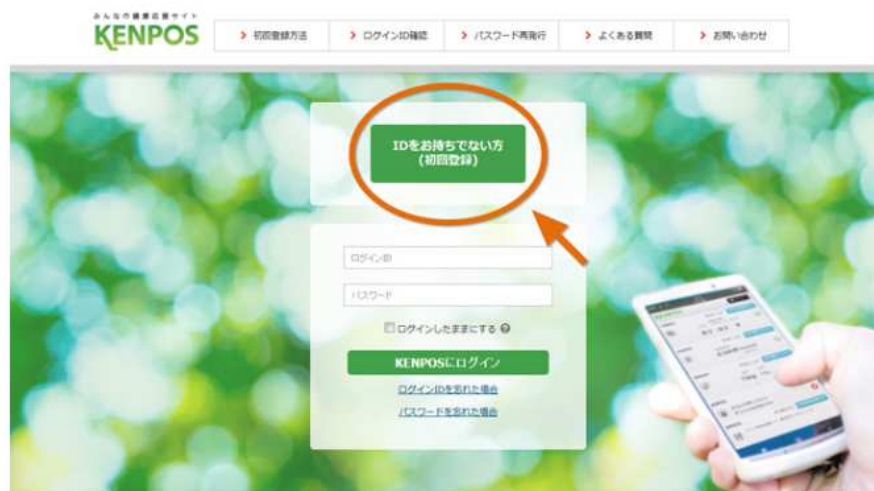 みんなの健康応援サイト
KENPOS
初回登録方法
ログインID確認
パスワード再発行
よくある質問
お問い合わせ
IDをお持ちでない方
(初回登録)
ログインID
パスワード
ログインしたままにする
KENPOSにログイン
ログインIDを忘れた場合
パスワードを忘れた場合
KENPOS